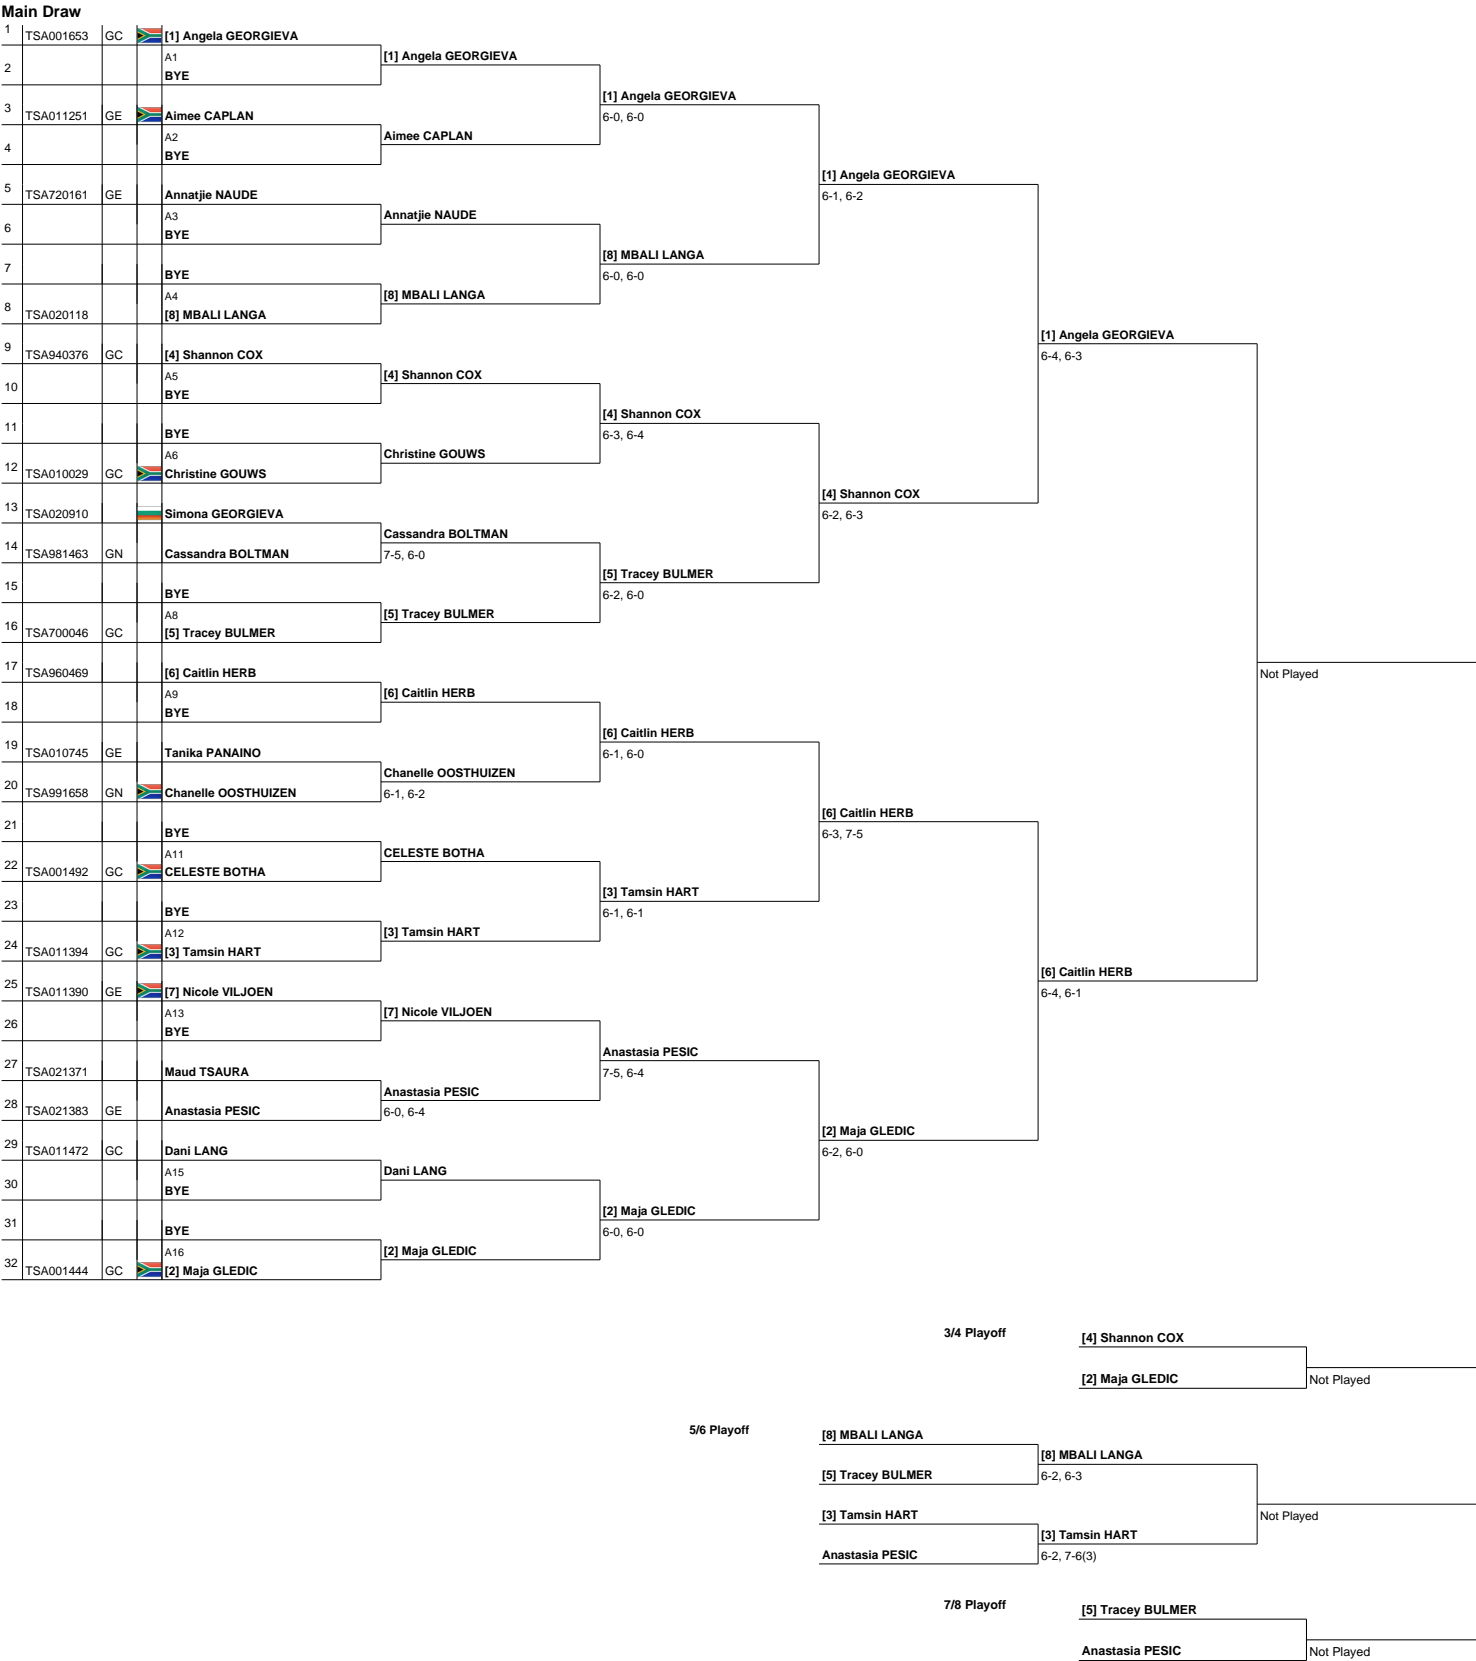 Main Draw
1 TSA001653 GC [1] Angela GEORGIEVA
A1 [1] Angela GEORGIEVA
2 BYE
[1] Angela GEORGIEVA
3 TSA011251 GE Aimee CAPLAN 6-0, 6-0
A2 Aimee CAPLAN
4 BYE
[1] Angela GEORGIEVA
5 TSA720161 GE Annatjie NAUDE 6-1, 6-2
A3 Annatjie NAUDE
6 BYE
[8] MBALI LANGA
7 BYE 6-0, 6-0
A4 [8] MBALI LANGA
8 TSA020118 [8] MBALI LANGA
[1] Angela GEORGIEVA
9 TSA940376 GC [4] Shannon COX 6-4, 6-3
A5 [4] Shannon COX
10 BYE
[4] Shannon COX
11 BYE 6-3, 6-4
A6 Christine GOUWS
12 TSA010029 GC Christine GOUWS
[4] Shannon COX
13 TSA020910 Simona GEORGIEVA 6-2, 6-3
Cassandra BOLTMAN
14 TSA981463 GN Cassandra BOLTMAN 7-5, 6-0
[5] Tracey BULMER
15 BYE 6-2, 6-0
A8 [5] Tracey BULMER
16 TSA700046 GC [5] Tracey BULMER
17 TSA960469 [6] Caitlin HERB Not Played
A9 [6] Caitlin HERB
18 BYE
[6] Caitlin HERB
19 TSA010745 GE Tanika PANAINO 6-1, 6-0
Chanelle OOSTHUIZEN
20 TSA991658 GN Chanelle OOSTHUIZEN 6-1, 6-2
[6] Caitlin HERB
21 BYE 6-3, 7-5
A11 CELESTE BOTHA
22 TSA001492 GC CELESTE BOTHA
[3] Tamsin HART
23 BYE 6-1, 6-1
A12 [3] Tamsin HART
24 TSA011394 GC [3] Tamsin HART
[6] Caitlin HERB
25 TSA011390 GE [7] Nicole VILJOEN 6-4, 6-1
A13 [7] Nicole VILJOEN
26 BYE
Anastasia PESIC
27 TSA021371 Maud TSAURA 7-5, 6-4
Anastasia PESIC
28 TSA021383 GE Anastasia PESIC 6-0, 6-4
[2] Maja GLEDIC
29 TSA011472 GC Dani LANG 6-2, 6-0
A15 Dani LANG
30 BYE
[2] Maja GLEDIC
31 BYE 6-0, 6-0
A16 [2] Maja GLEDIC
32 TSA001444 GC [2] Maja GLEDIC
3/4 Playoff [4] Shannon COX
[2] Maja GLEDIC Not Played
5/6 Playoff [8] MBALI LANGA
[8] MBALI LANGA
[5] Tracey BULMER 6-2, 6-3
[3] Tamsin HART Not Played
[3] Tamsin HART
Anastasia PESIC 6-2, 7-6(3)
7/8 Playoff [5] Tracey BULMER
Anastasia PESIC Not Played